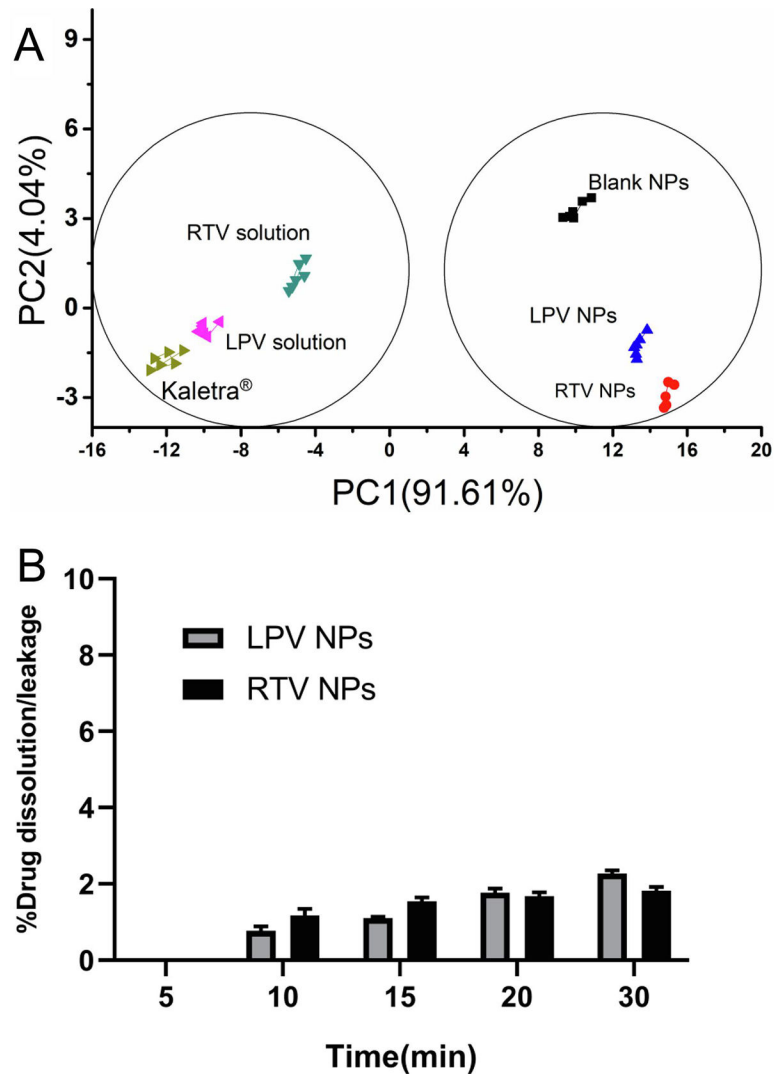 A
PC2(4.04%)
9
6
3
0
-3
Blank NPs
RTV solution
LPV NPs
LPV solution
RTV NPs
Kaletra®
-16 -12 -8 -4 0 4 8 12 16 20
PC1(91.61%)
B
%Drug dissolution/leakage
10
8
6
4
2
0
LPV NPs
RTV NPs
5 10 15 20 30
Time(min)